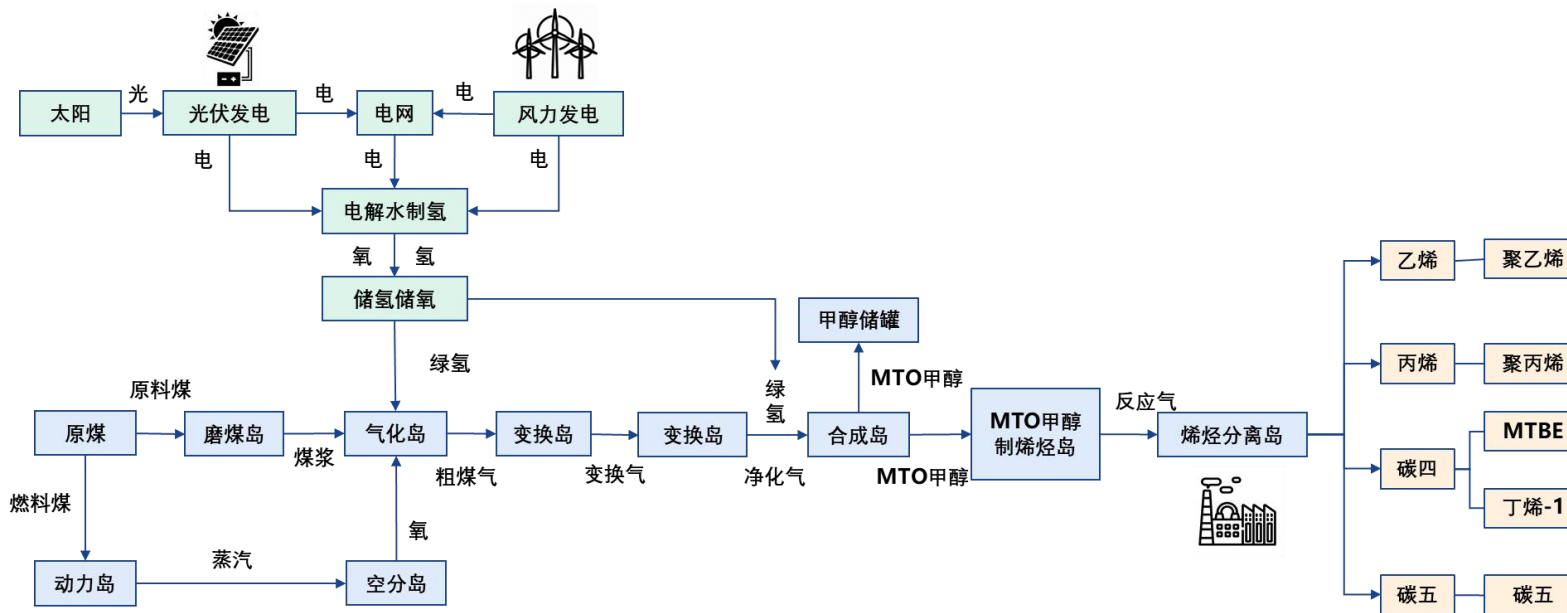 光
电
电
太阳
光伏发电
电网
风力发电
电
电
电
电解水制氢
氧
氢
储氢储氧
乙烯
聚乙烯
甲醇储罐
绿氢
MTO甲醇
丙烯
聚丙烯
原料煤
绿
氢
反应气
原煤
磨煤岛
气化岛
变换岛
变换岛
合成岛
MTO甲醇
制烯烃岛
烯烃分离岛
MTBE
煤浆
粗煤气
变换气
净化气
MTO甲醇
碳四
燃料煤
氧
丁烯-1
蒸汽
动力岛
空分岛
碳五
碳五